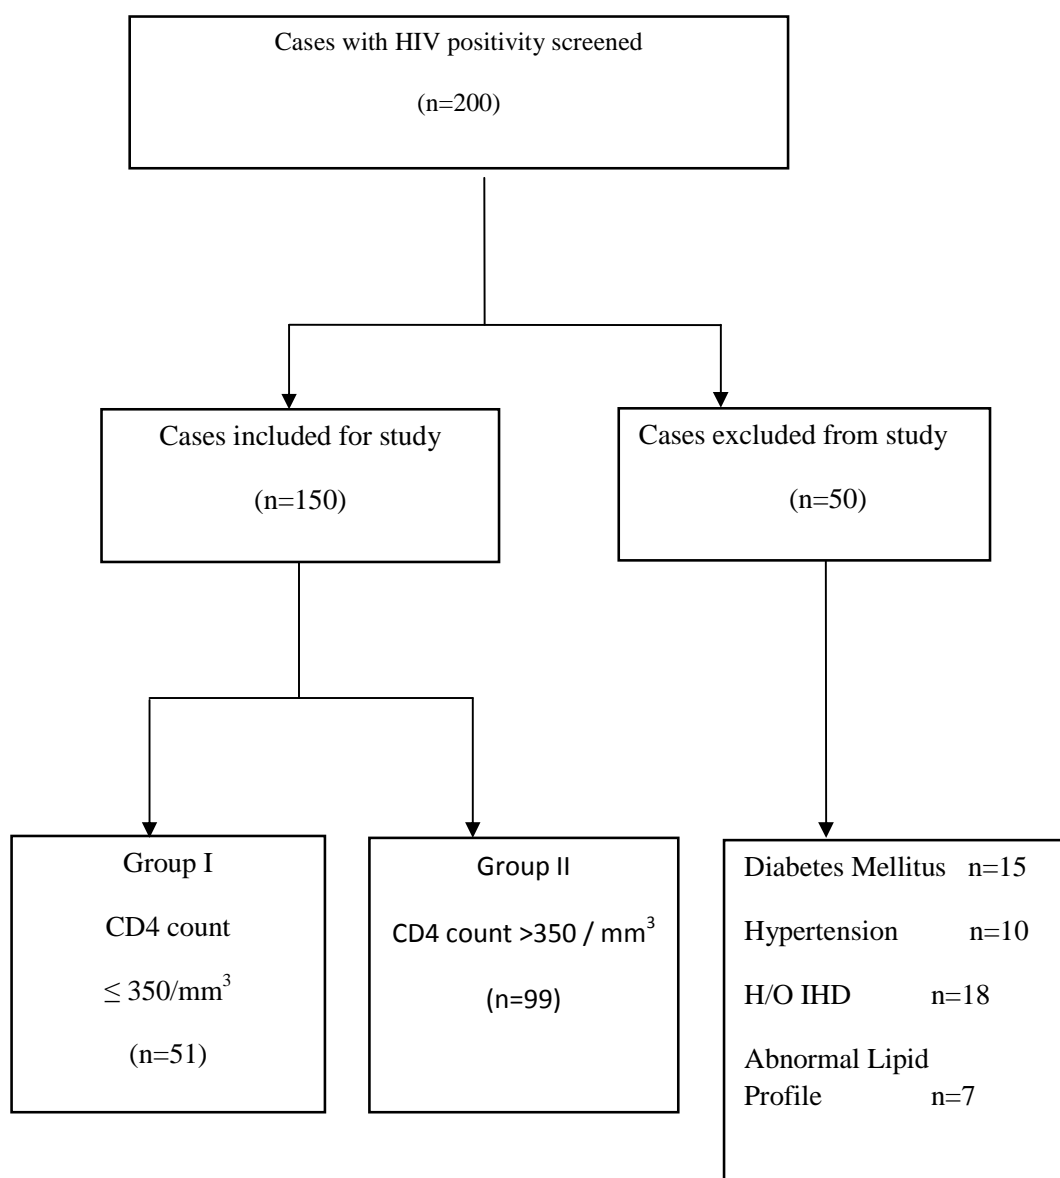 Cases with HIV positivity screened
(n=200)
Cases included for study
(n=150)
Cases excluded from study
(n=50)
Group I
CD4 count
≤ 350/mm³
(n=51)
Group II
CD4 count >350 / mm³
(n=99)
Diabetes Mellitus n=15
Hypertension n=10
H/O IHD n=18
Abnormal Lipid
Profile n=7